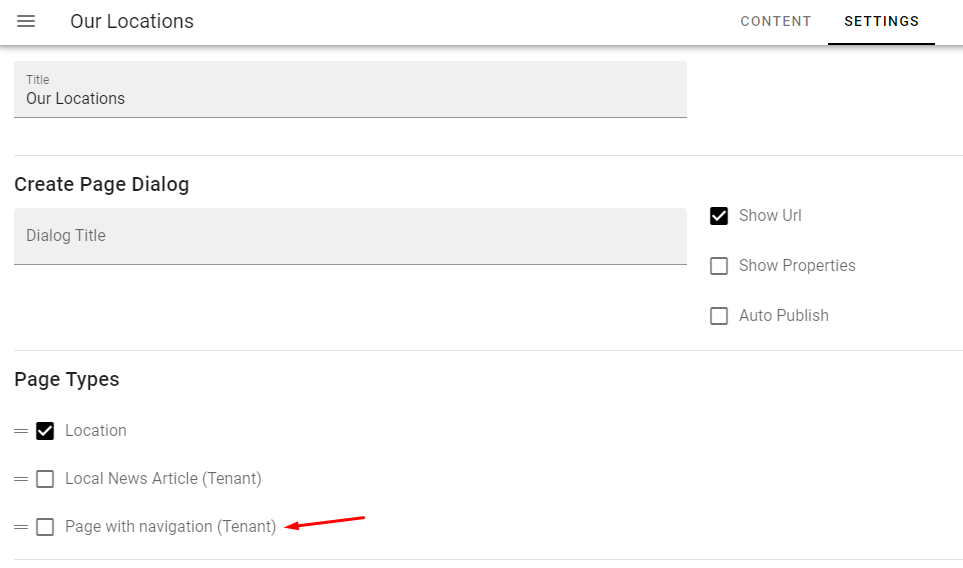 Our Locations CONTENT SETTINGS
Title
Our Locations
Create Page Dialog
Dialog Title
Show Url
Show Properties
Auto Publish
Page Types
Location
Local News Article (Tenant)
Page with navigation (Tenant)